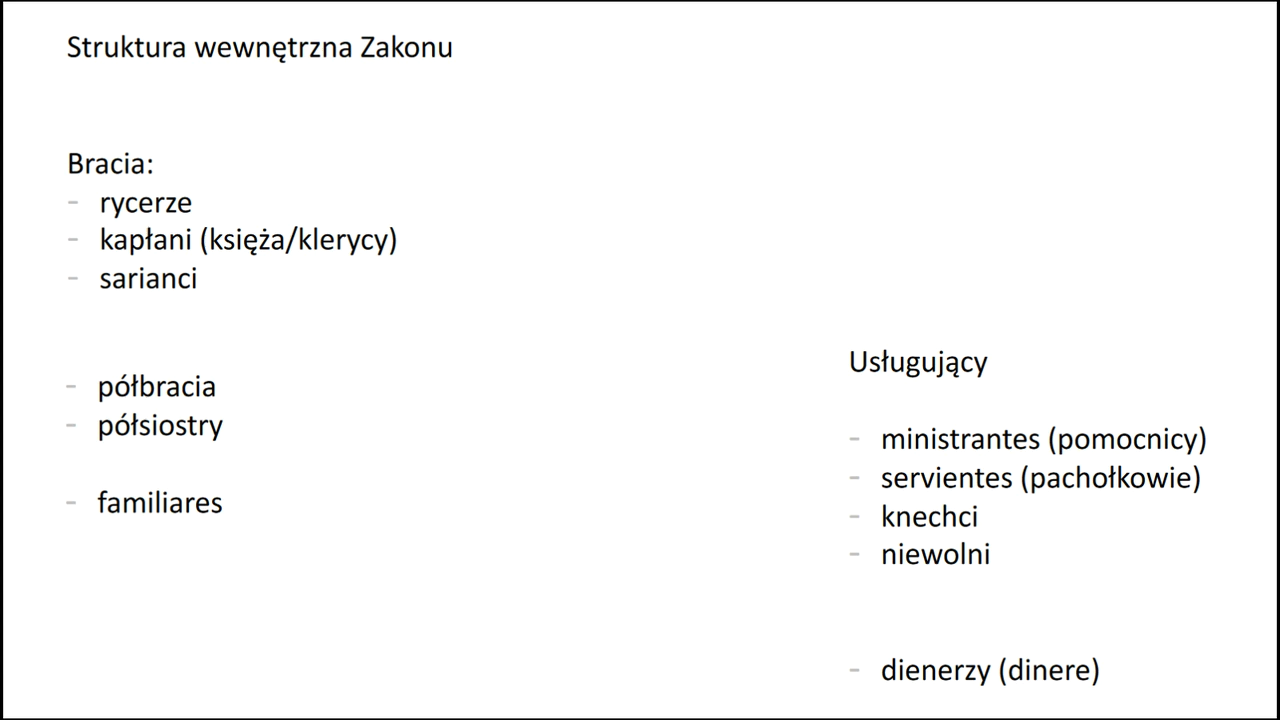 Struktura wewnętrzna Zakonu
Bracia:
- rycerze
- kapłani (księża/klerycy)
- sarianci
- półbracia
- półsiostry
- familiares
Usługujący
- ministrantes (pomocnicy)
- servientes (pachołkowie)
- knechci
- niewolni
- dienerzy (dinere)